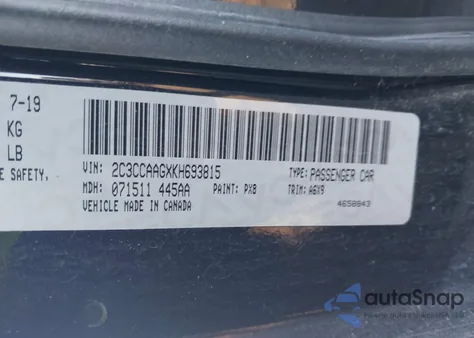 7-19
KG
LB
E SAFETY,
VIN: 2C3CCAAGXKH693815
TYPE: PASSENGER CAR
MDH: 071511 445AA
PAINT: PX8
TRIM: A6X9
VEHICLE MADE IN CANADA
4658843
autoSnap